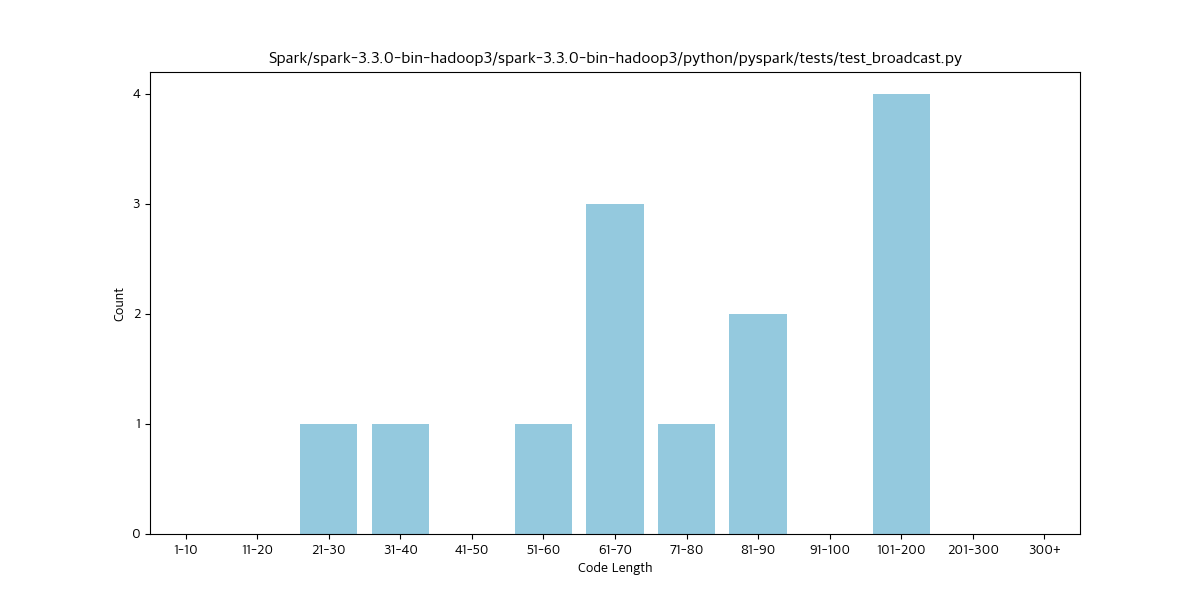 Spark/spark-3.3.0-bin-hadoop3/spark-3.3.0-bin-hadoop3/python/pyspark/tests/test_broadcast.py
4
3
2
1
0
Count
1-10 11-20 21-30 31-40 41-50 51-60 61-70 71-80 81-90 91-100 101-200 201-300 300+
Code Length